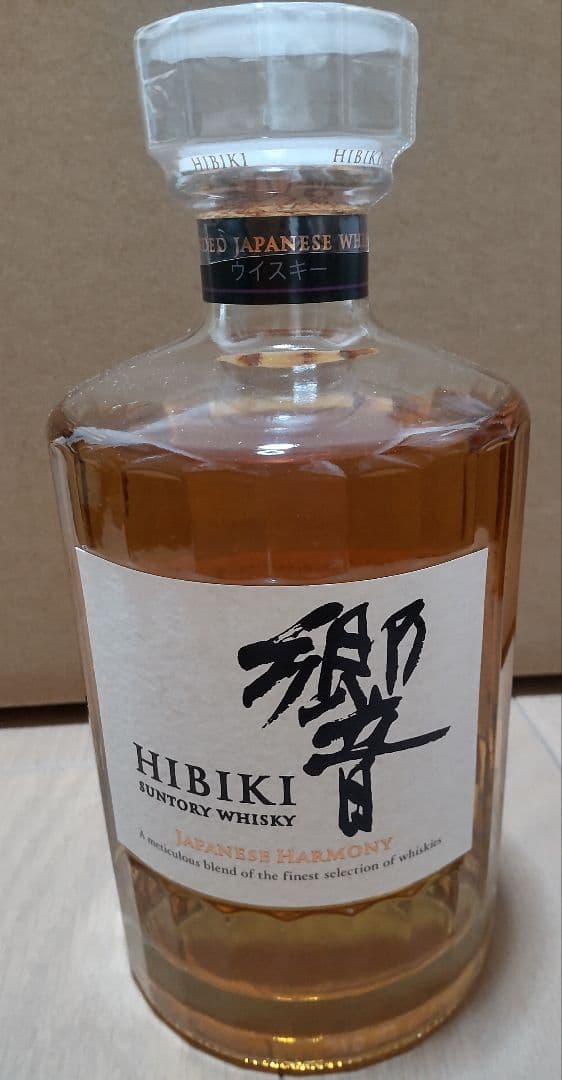 HIBIKI HIBIKI
JAPANESE
ウイスキー
響
HIBIKI
SUNTORY WHISKY
JAPANESE HARMONY
A meticulous blend of the finest selection of whiskies